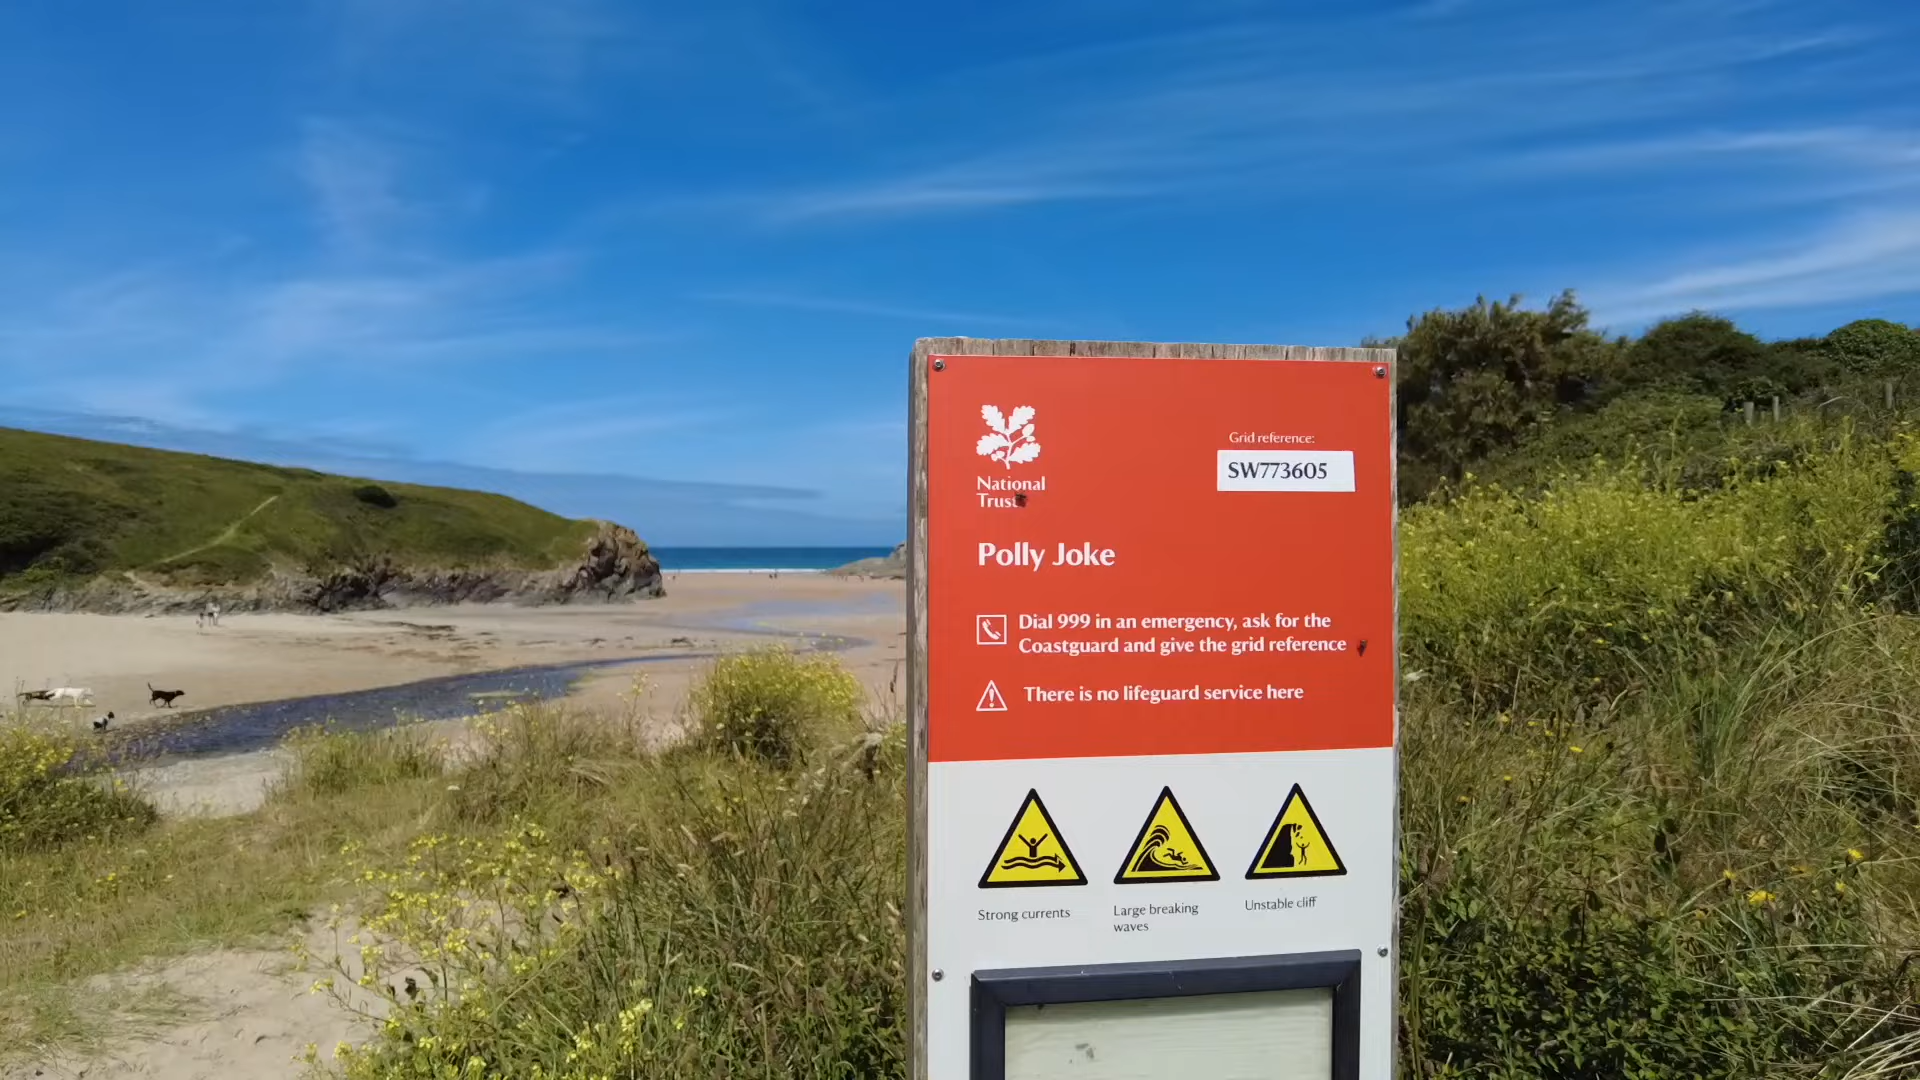 National
Trust
Grid reference:
SW773605
Polly Joke
Dial 999 in an emergency, ask for the
Coastguard and give the grid reference
There is no lifeguard service here
Strong currents
Large breaking
waves
Unstable cliff